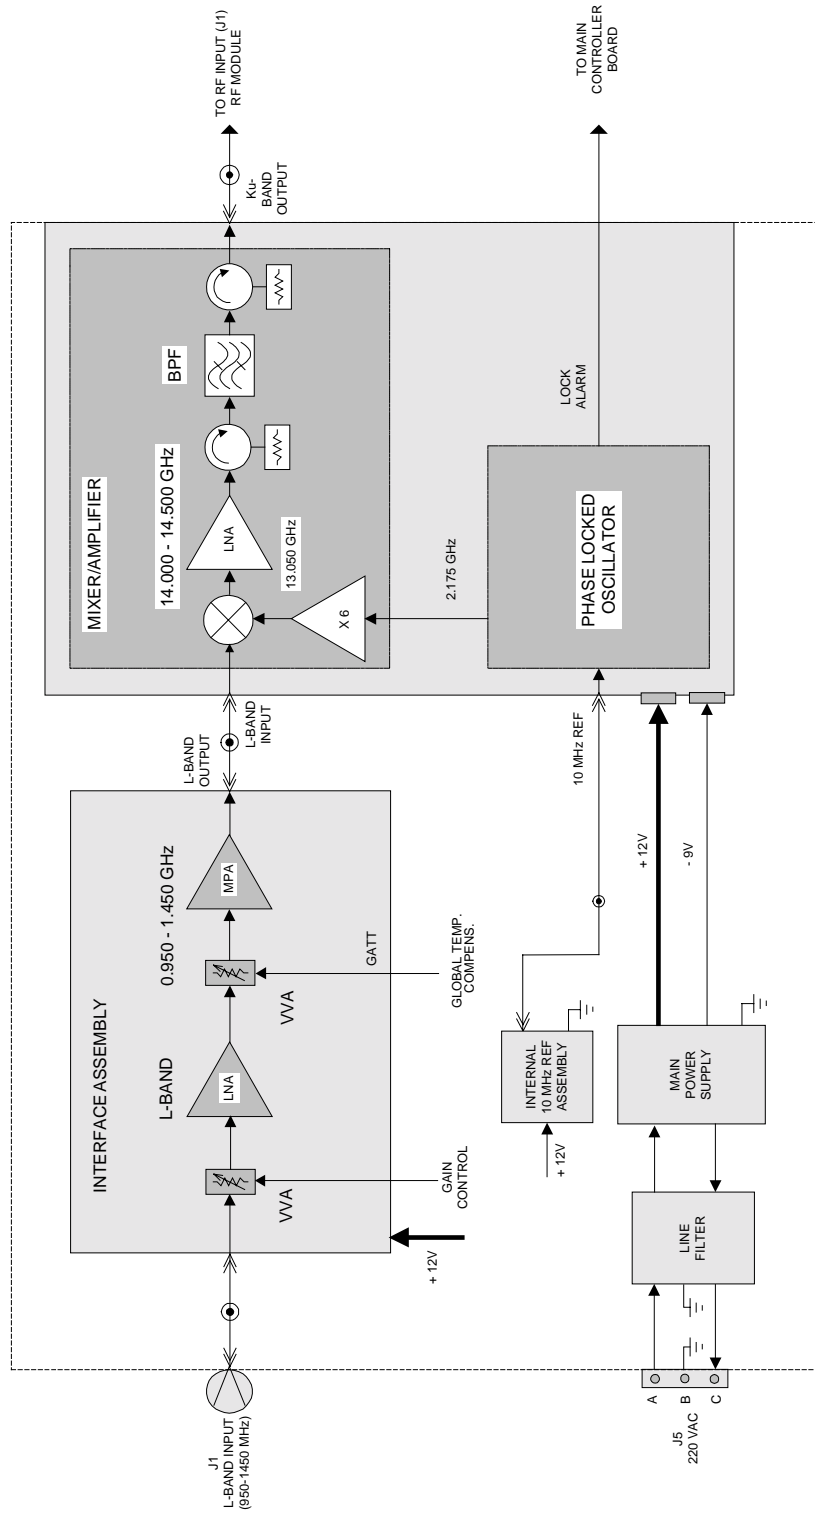 J1
L-BAND INPUT
(950-1450 MHz)
INTERFACE ASSEMBLY
L-BAND
0.950 - 1.450 GHz
VVA
LNA
VVA
MPA
GAIN
CONTROL
GATT
GLOBAL TEMP.
COMPENS.
+ 12V
L-BAND
OUTPUT
L-BAND
INPUT
MIXER/AMPLIFIER
14.000 - 14.500 GHz
LNA
13.050 GHz
X 6
BPF
Ku-
BAND
OUTPUT
TO RF INPUT (J1)
RF MODULE
2.175 GHz
PHASE LOCKED
OSCILLATOR
LOCK
ALARM
TO MAIN
CONTROLLER
BOARD
10 MHz REF
INTERNAL
10 MHz REF
ASSEMBLY
+ 12V
+ 12V
- 9V
MAIN
POWER
SUPPLY
LINE
FILTER
A
B
C
J5
220 VAC